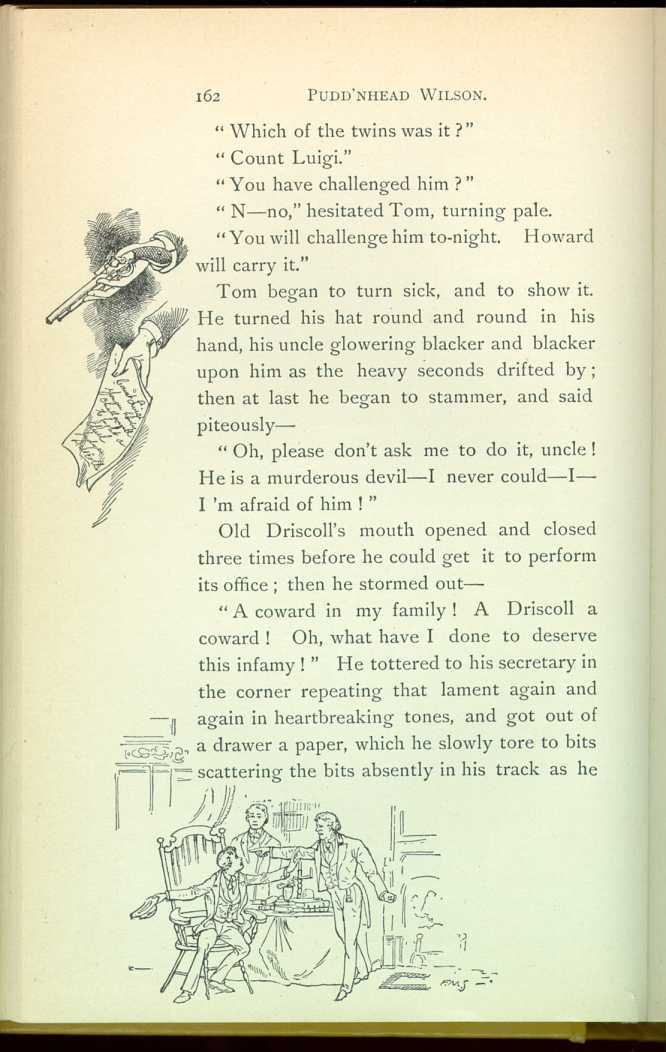 162 PUDD'NHEAD WILSON.
“ Which of the twins was it ?”
“ Count Luigi.”
“ You have challenged him ?”
“ N—no,” hesitated Tom, turning pale.
“ You will challenge him to-night. Howard
will carry it.”
Tom began to turn sick, and to show it.
He turned his hat round and round in his
hand, his uncle glowering blacker and blacker
upon him as the heavy seconds drifted by ;
then at last he began to stammer, and said
piteously—
“ Oh, please don't ask me to do it, uncle !
He is a murderous devil—I never could—I—
I 'm afraid of him ! ”
Old Driscoll's mouth opened and closed
three times before he could get it to perform
its office ; then he stormed out—
“ A coward in my family ! A Driscoll a
coward ! Oh, what have I done to deserve
this infamy ! ” He tottered to his secretary in
the corner repeating that lament again and
again in heartbreaking tones, and got out of
a drawer a paper, which he slowly tore to bits
scattering the bits absently in his track as he
FMS